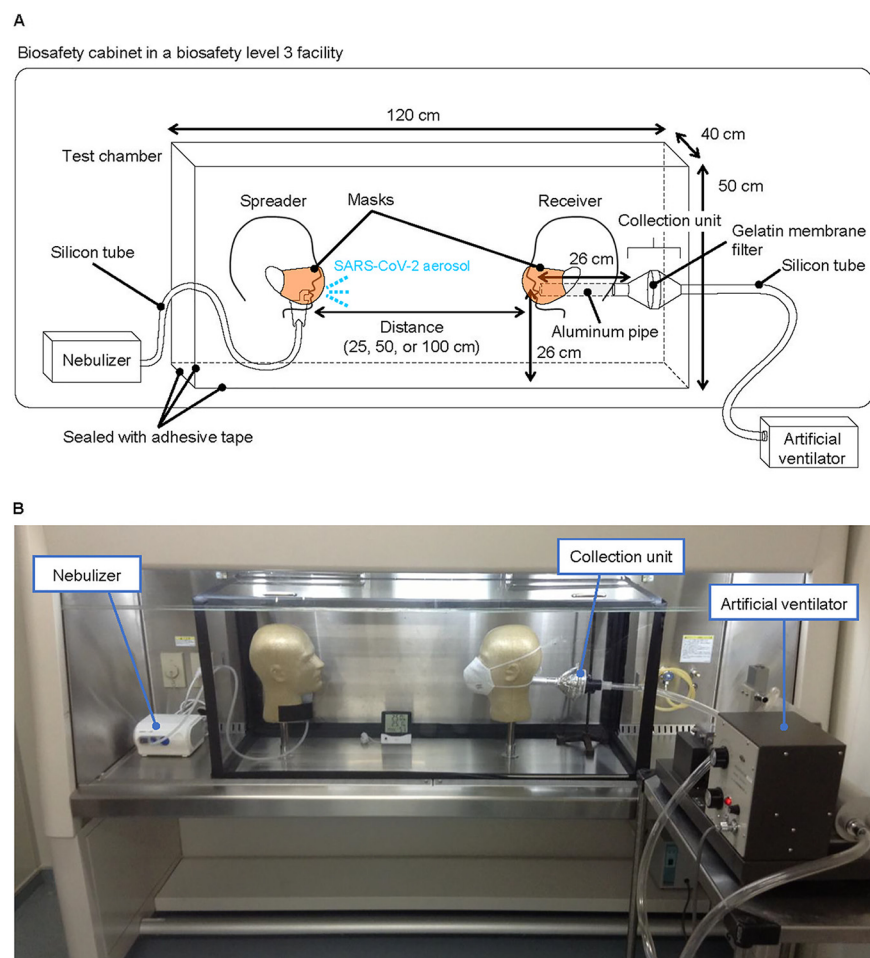 A
Biosafety cabinet in a biosafety level 3 facility
120 cm
40 cm
Test chamber
50 cm
Spreader
Masks
Receiver
Collection unit
Gelatin membrane
filter
Silicon tube
26 cm
Silicon tube
SARS-CoV-2 aerosol
Distance
(25, 50, or 100 cm)
Aluminum pipe
26 cm
Nebulizer
Sealed with adhesive tape
Artificial
ventilator
B
Nebulizer
Collection unit
Artificial ventilator